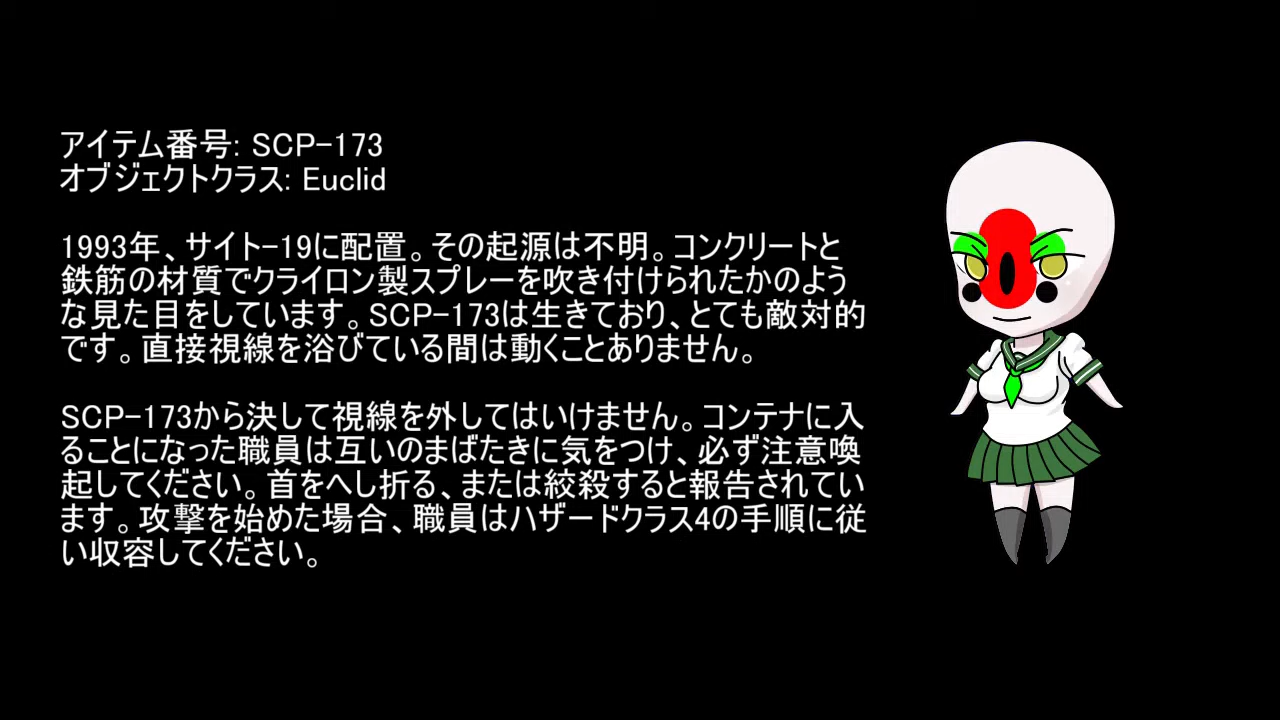 アイテム番号: SCP-173
オブジェクトクラス: Euclid
1993年、サイト-19に配置。その起源は不明。コンクリートと
鉄筋の材質でクライロン製スプレーを吹き付けられたかのよう
な見た目をしています。SCP-173は生きており、とても敵対的
です。直接視線を浴びている間は動くことありません。
SCP-173から決して視線を外してはいけません。コンテナに入
ることになった職員は互いのまばたきに気をつけ、必ず注意喚
起してください。首をへし折る、または絞殺すると報告されてい
ます。攻撃を始めた場合、職員はハザードクラス4の手順に従
い収容してください。